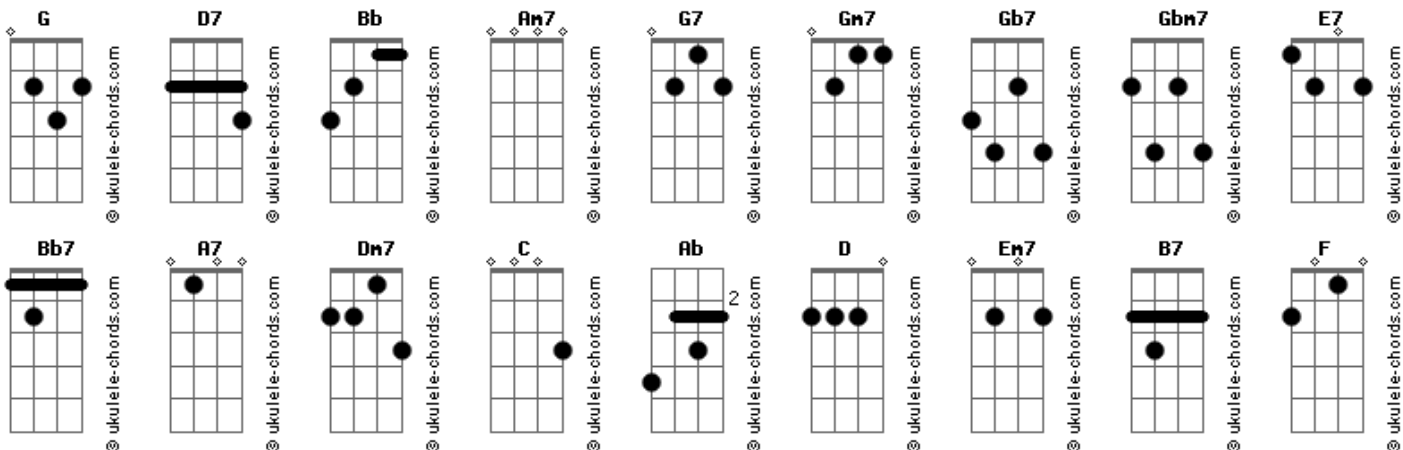 G D7 Bb Am7 G7 Gm7 Gb7 Gbm7 E7
© ukulele-chords.com © ukulele-chords.com © ukulele-chords.com © ukulele-chords.com © ukulele-chords.com © ukulele-chords.com © ukulele-chords.com © ukulele-chords.com © ukulele-chords.com
Bb7 A7 Dm7 C Ab D Em7 B7 F
2
© ukulele-chords.com © ukulele-chords.com © ukulele-chords.com © ukulele-chords.com © ukulele-chords.com © ukulele-chords.com © ukulele-chords.com © ukulele-chords.com © ukulele-chords.com